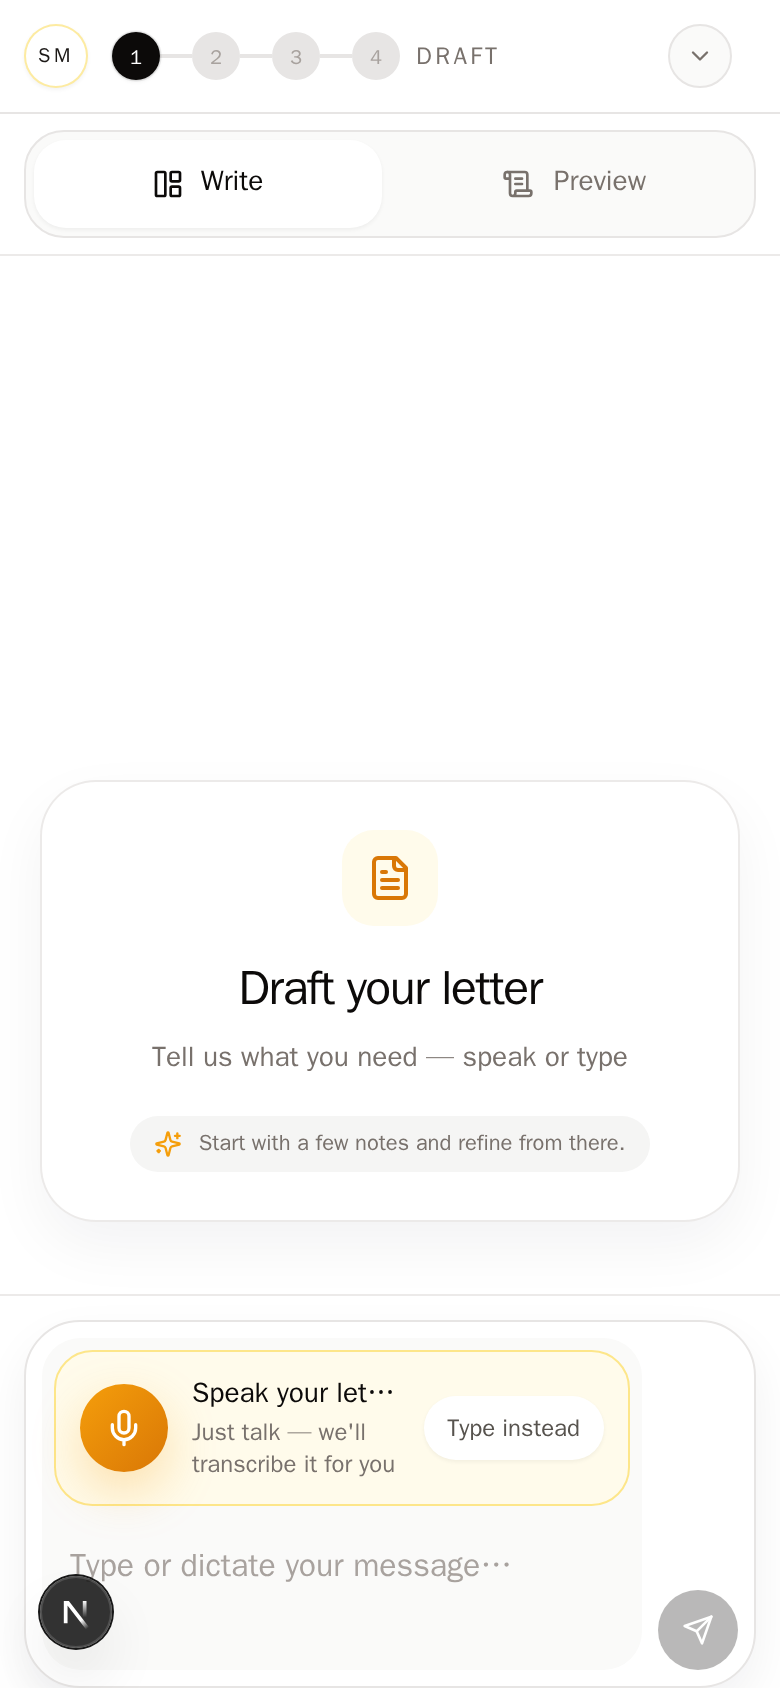 SM
1
2
3
4
DRAFT
Write
Preview
Draft your letter
Tell us what you need — speak or type
Start with a few notes and refine from there.
Speak your let…
Just talk — we'll
transcribe it for you
Type instead
Type or dictate your message…
N